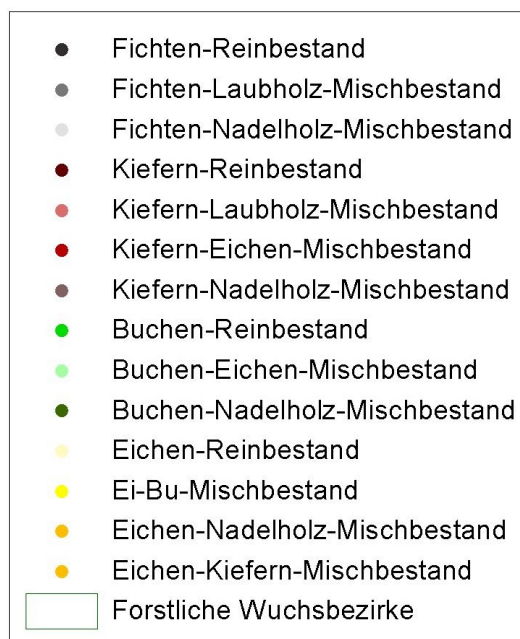 Fichten-Reinbestand
Fichten-Laubholz-Mischbestand
Fichten-Nadelholz-Mischbestand
Kiefern-Reinbestand
Kiefern-Laubholz-Mischbestand
Kiefern-Eichen-Mischbestand
Kiefern-Nadelholz-Mischbestand
Buchen-Reinbestand
Buchen-Eichen-Mischbestand
Buchen-Nadelholz-Mischbestand
Eichen-Reinbestand
Ei-Bu-Mischbestand
Eichen-Nadelholz-Mischbestand
Eichen-Kiefern-Mischbestand
Forstliche Wuchsbezirke